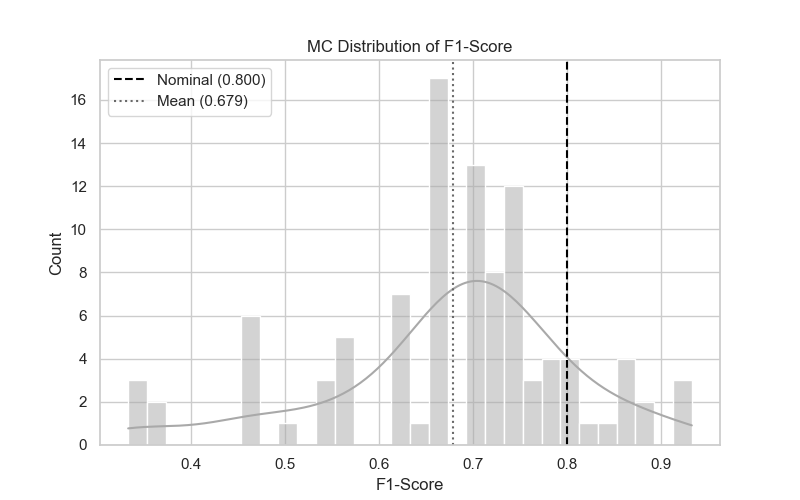 MC Distribution of F1-Score
Nominal (0.800)
Mean (0.679)
16
14
12
10
8
6
4
2
0
Count
0.4 0.5 0.6 0.7 0.8 0.9
F1-Score